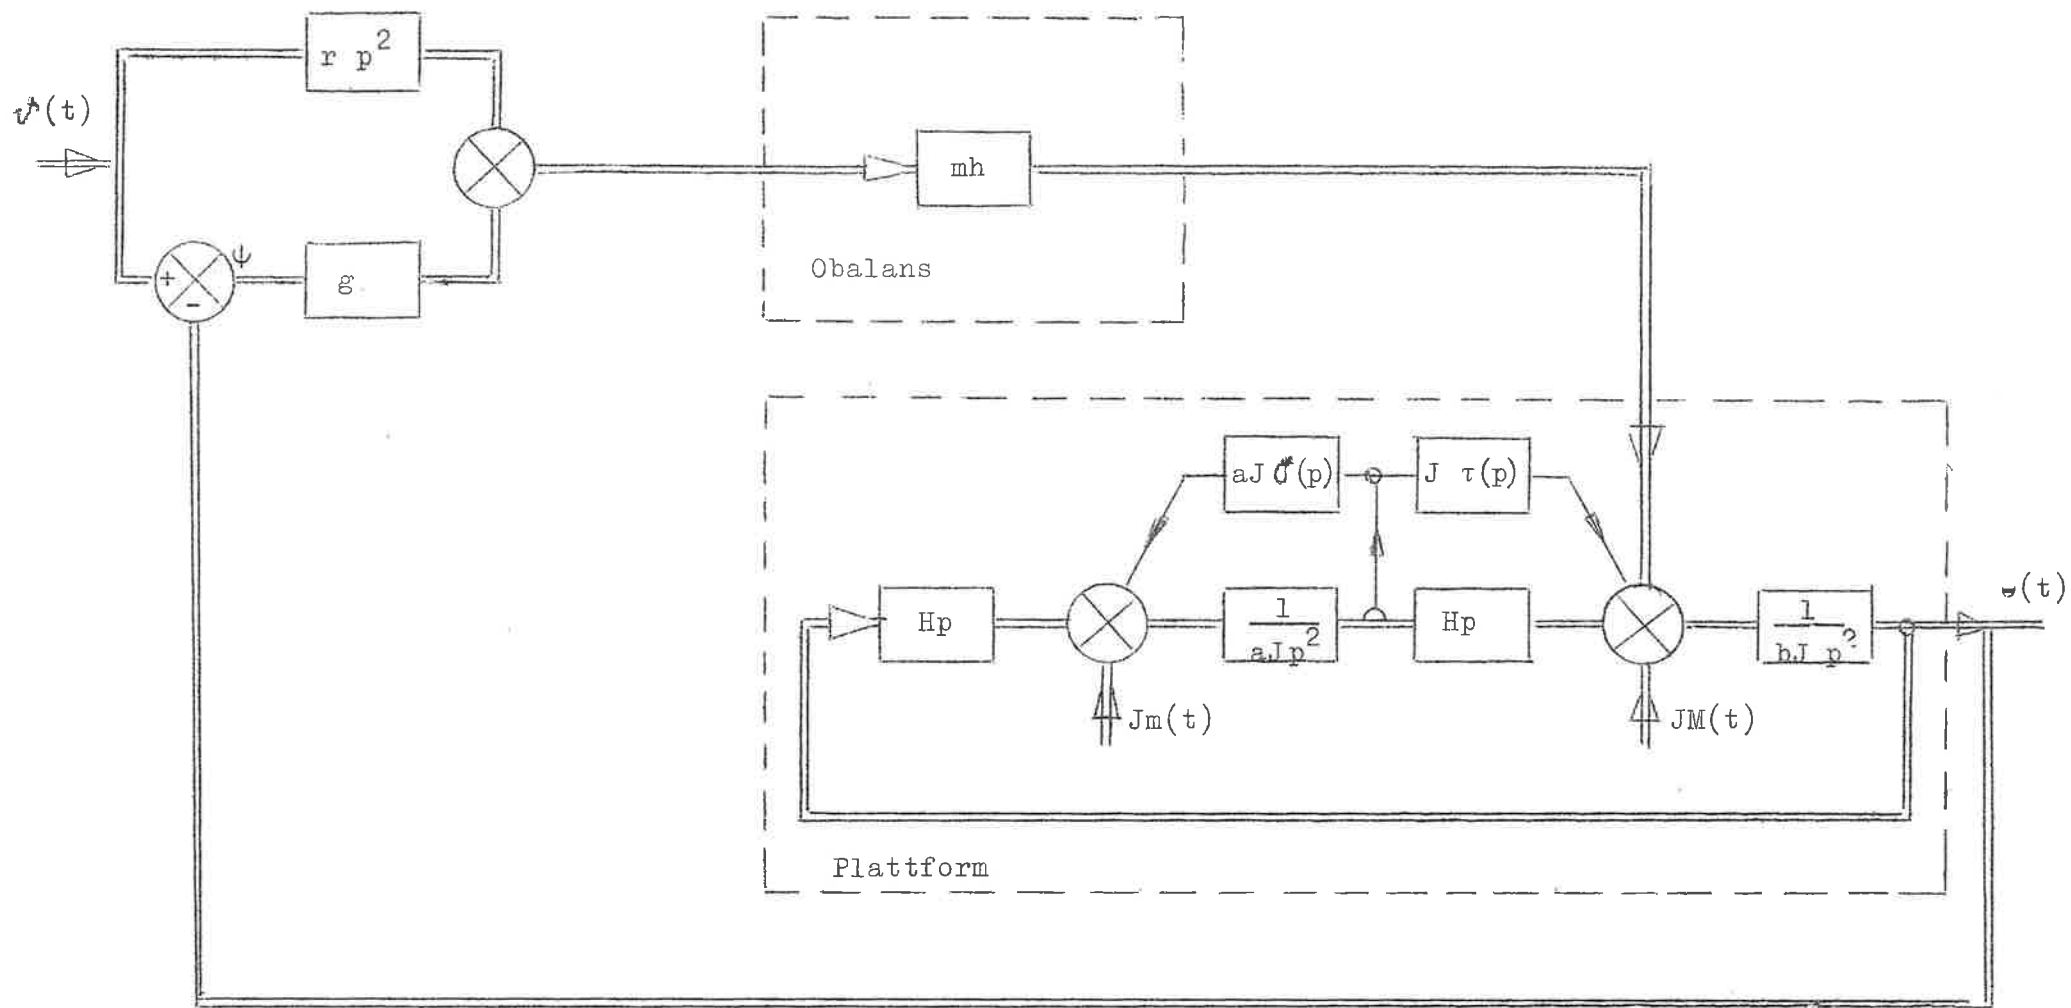 r p²
ϑ(t)
mh
+
-
ψ
g
Obalans
aJ σ(p)
J τ(p)
Hp
1
aJp²
Hp
1
bJ p²
(t)
Jm(t)
JM(t)
Plattform